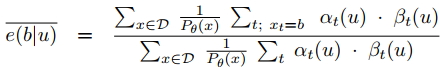 $\overline{e(b|u)} = \frac{\sum_{x \in \mathcal{D}} \frac{1}{P_\theta(x)} \sum_{t;\ x_t = b} \alpha_t(u) \cdot \beta_t(u)}{\sum_{x \in \mathcal{D}} \frac{1}{P_\theta(x)} \sum_t \alpha_t(u) \cdot \beta_t(u)}$